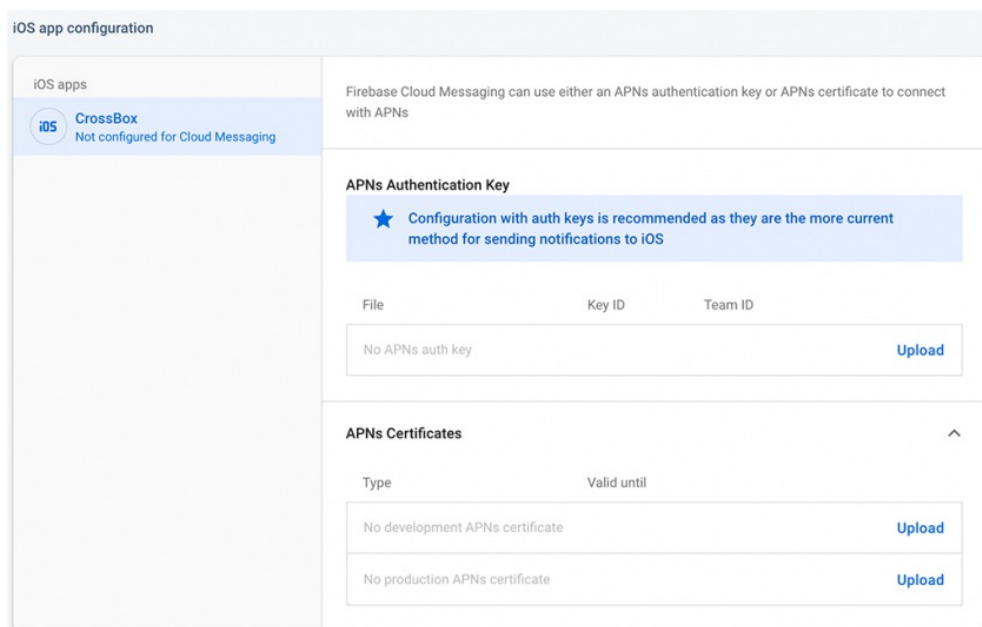 iOS app configuration
iOS apps
iOS
CrossBox
Not configured for Cloud Messaging
Firebase Cloud Messaging can use either an APNs authentication key or APNs certificate to connect
with APNs
APNs Authentication Key
Configuration with auth keys is recommended as they are the more current
method for sending notifications to iOS
File Key ID Team ID
No APNs auth key Upload
APNs Certificates
Type Valid until
No development APNs certificate Upload
No production APNs certificate Upload